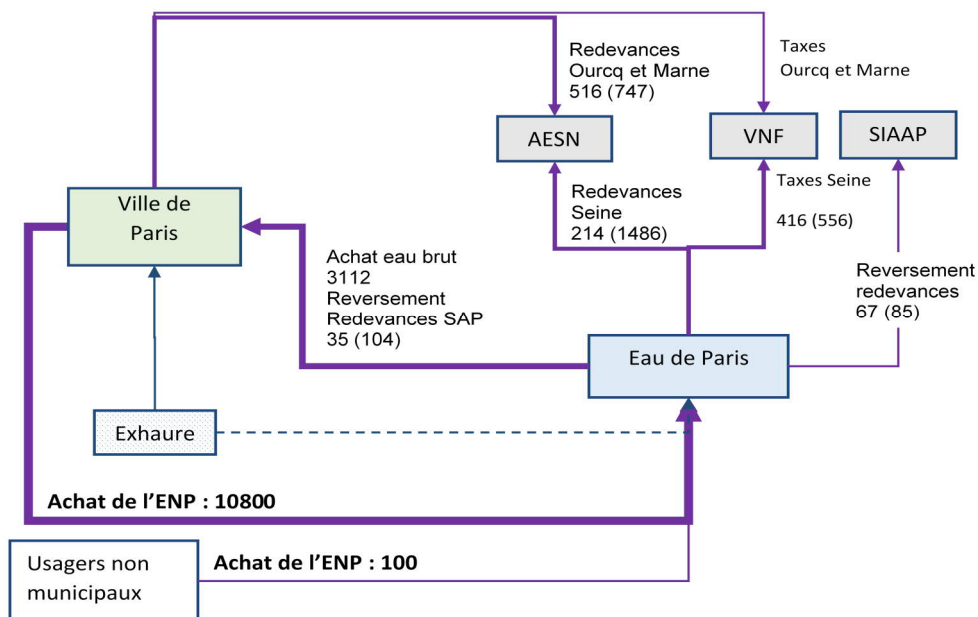 Redevances
Ourcq et Marne
516 (747)
Taxes
Ourcq et Marne
AESN
VNF
SIAAP
Ville de
Paris
Redevances
Seine
214 (1486)
Taxes Seine
416 (556)
Achat eau brut
3112
Reversement
Redevances SAP
35 (104)
Reversement
redevances
67 (85)
Eau de Paris
Exhaure
Achat de l’ENP : 10800
Achat de l’ENP : 100
Usagers non
municipaux